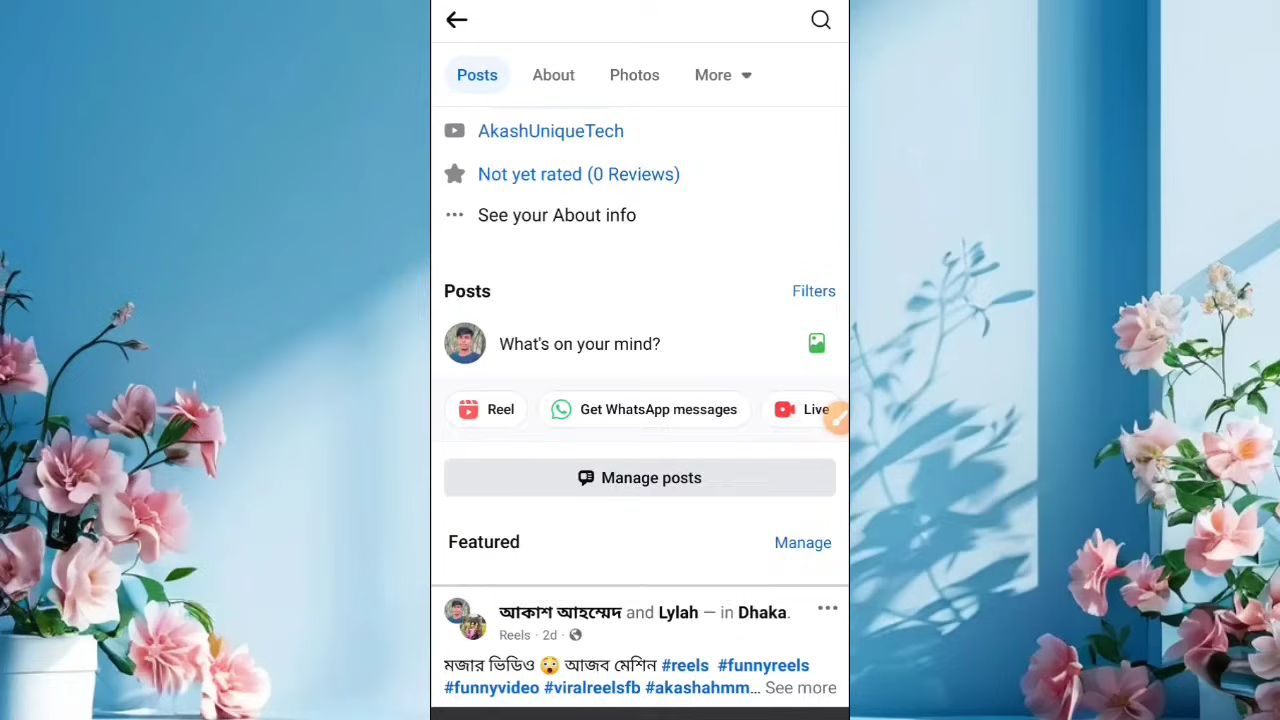 Posts About Photos More
AkashUniqueTech
Not yet rated (0 Reviews)
See your About info
Posts Filters
What's on your mind?
Reel Get WhatsApp messages Live
Manage posts
Featured Manage
আকাশ আহম্মেদ and Lylah — in Dhaka.
Reels · 2d ·
মজার ভিডিও 😲 আজব মেশিন #reels #funnyreels
#funnyvideo #viralreelsfb #akashahmm... See more